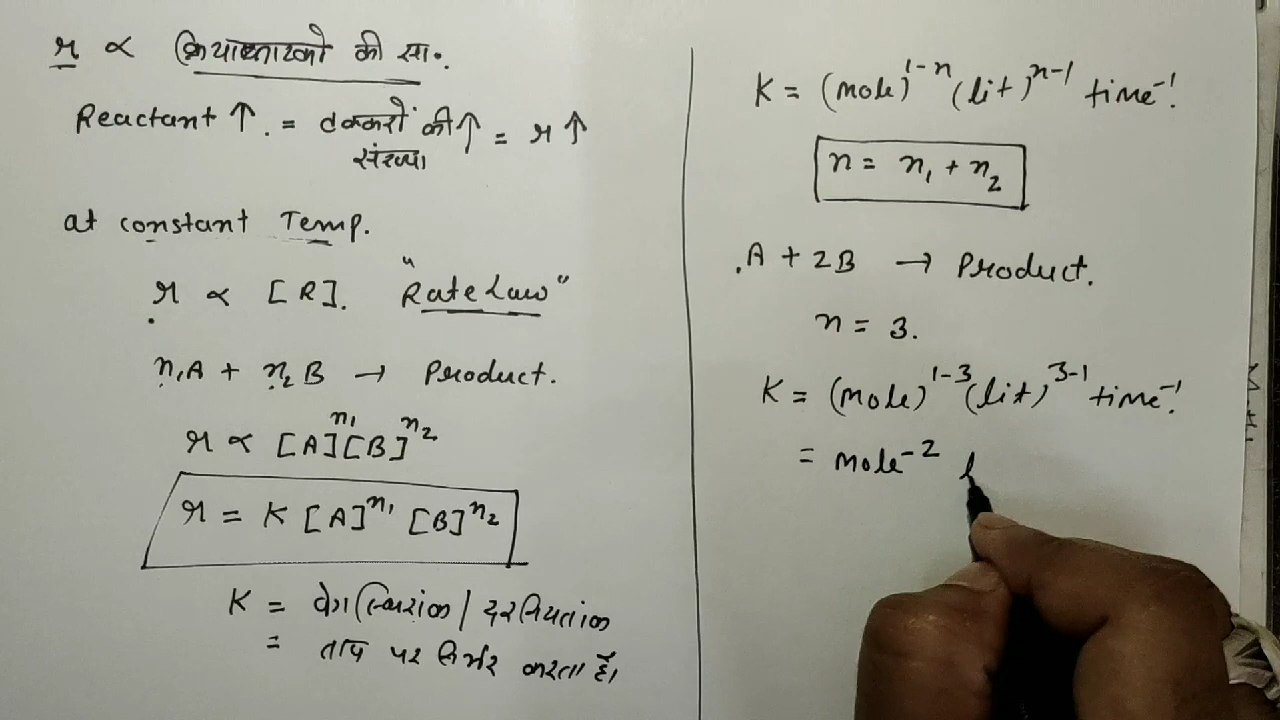 r ∝ क्रियाकारको की सा०.
Reactant ↑. = टक्करों की ↑ = r ↑
संख्या
at constant Temp.
r ∝ [R]. "Rate Law"
n₁A + n₂B → Product.
r ∝ [A]ⁿ¹[B]ⁿ²
r = K [A]ⁿ¹ [B]ⁿ²
K = वेग स्थिरांक / दर नियतांक
= ताप पर निर्भर करता है।
K = (mole)¹⁻ⁿ (lit)ⁿ⁻¹ time⁻¹.
n = n₁ + n₂
A + 2B → Product.
n = 3.
K = (mole)¹⁻³ (lit)³⁻¹ time⁻¹.
= mole⁻² l